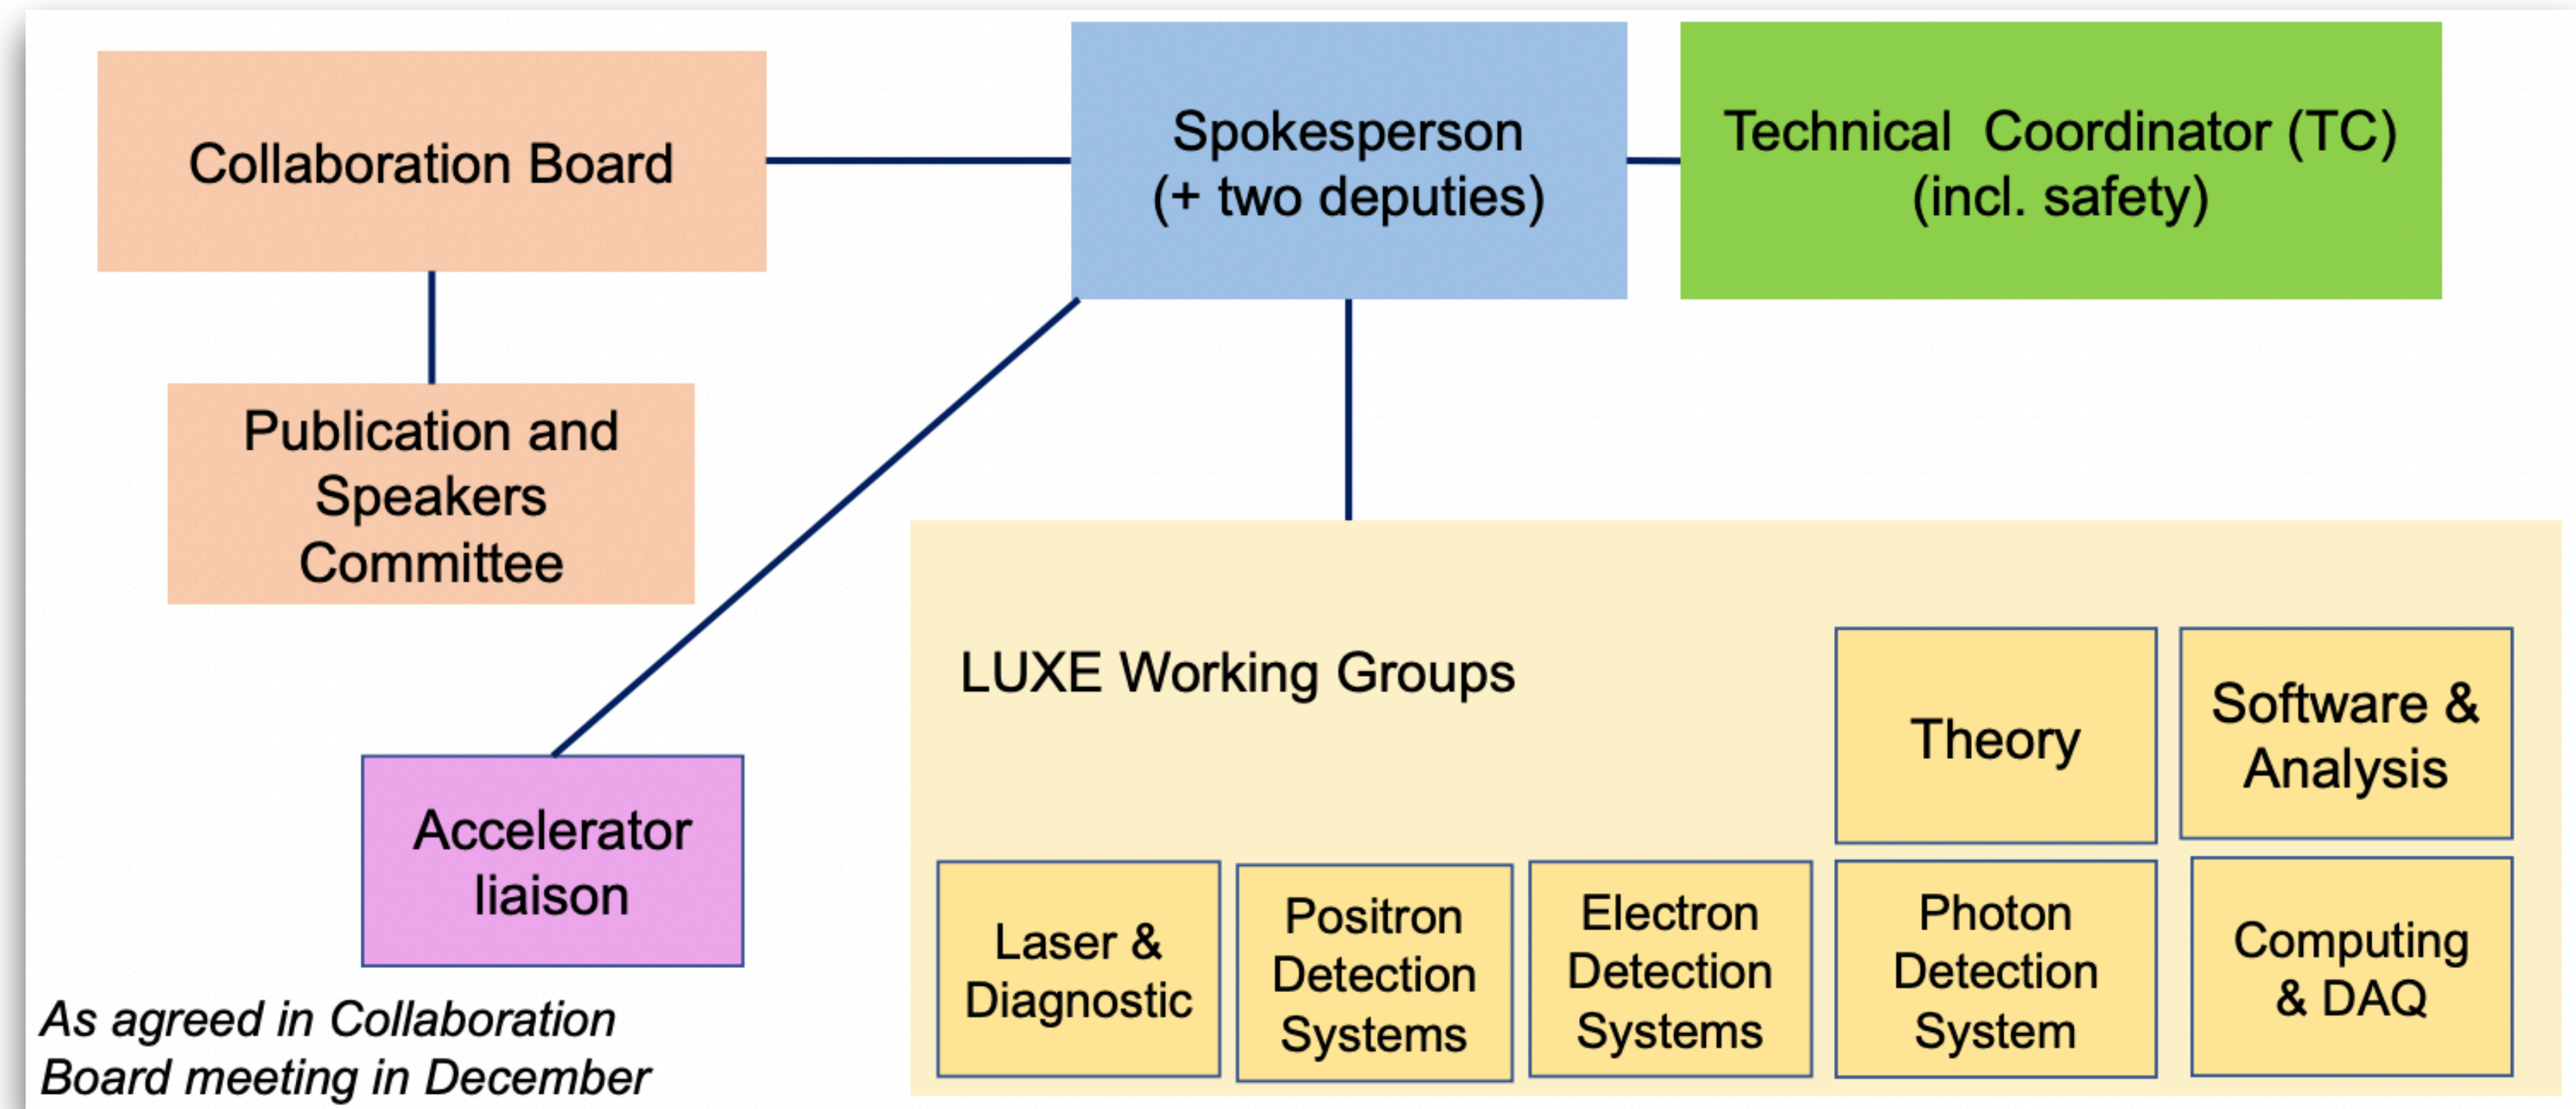 Collaboration Board
Spokesperson
(+ two deputies)
Technical Coordinator (TC)
(incl. safety)
Publication and
Speakers
Committee
Accelerator
liaison
As agreed in Collaboration
Board meeting in December
LUXE Working Groups
Theory
Software &
Analysis
Laser &
Diagnostic
Positron
Detection
Systems
Electron
Detection
Systems
Photon
Detection
System
Computing
& DAQ